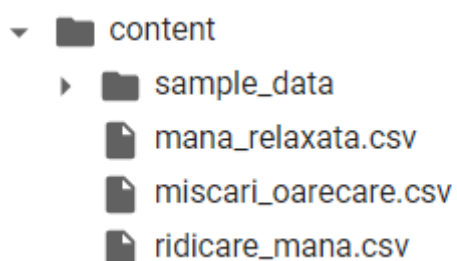 content
sample_data
mana_relaxata.csv
miscari_oarecare.csv
ridicare_mana.csv